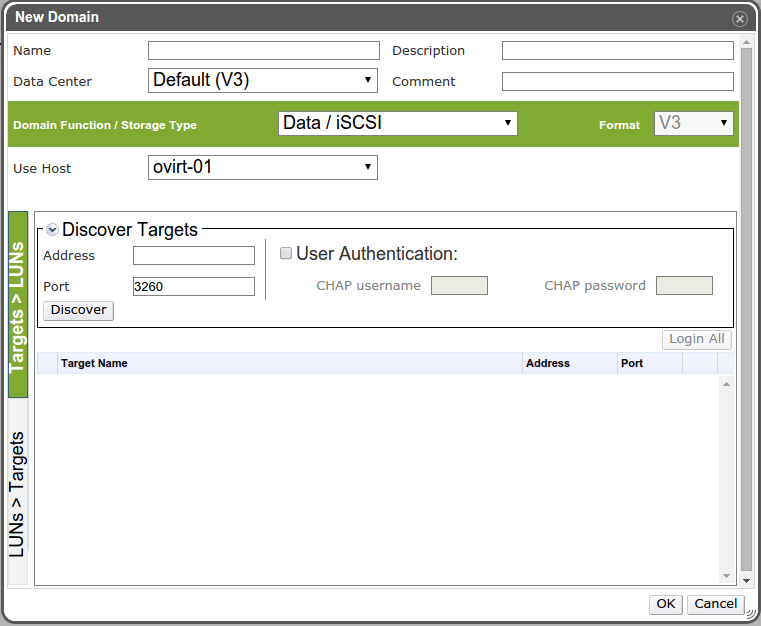 New Domain
Name Description
Data Center Default (V3) Comment
Domain Function / Storage Type Data / iSCSI Format V3
Use Host ovirt-01
Targets > LUNs
LUNs > Targets
Discover Targets
Address User Authentication:
Port 3260 CHAP username CHAP password
Discover
Login All
Target Name Address Port
OK Cancel